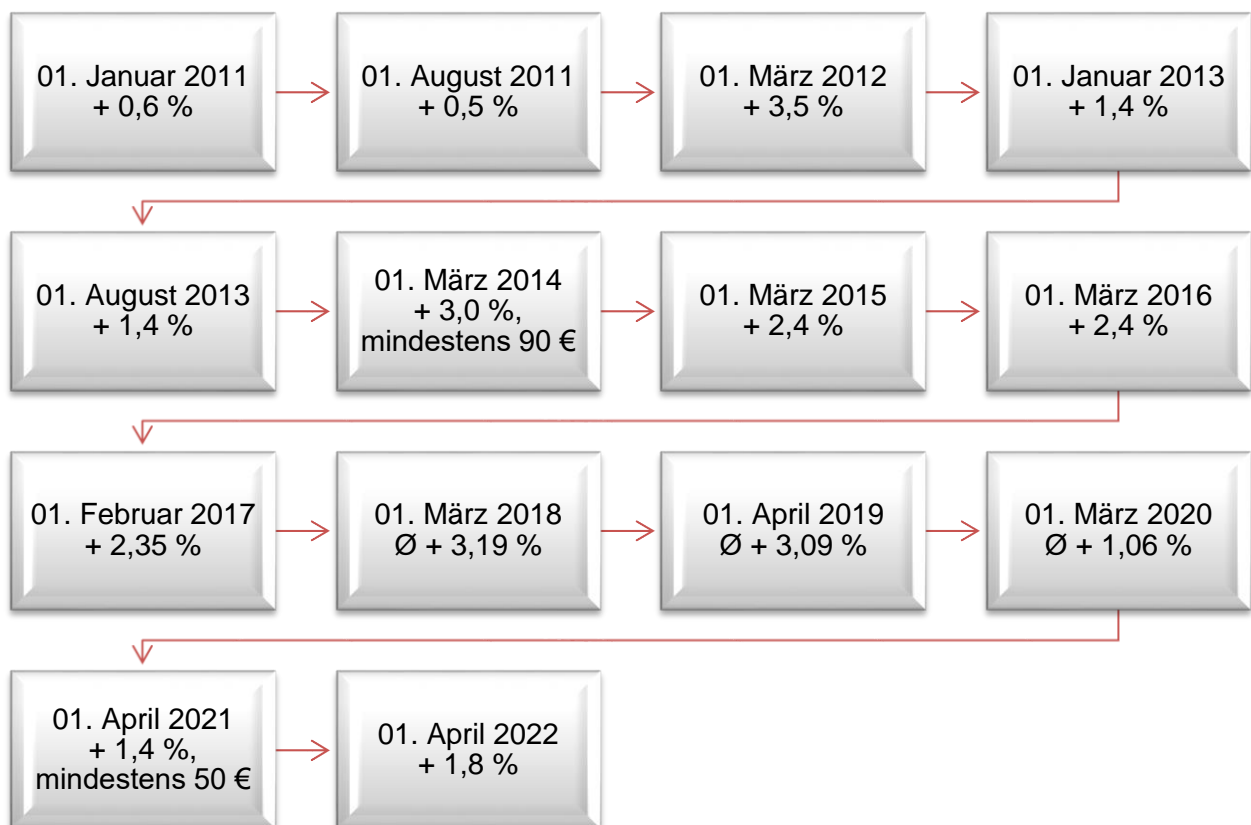 01. Januar 2011
+ 0,6 %
01. August 2011
+ 0,5 %
01. März 2012
+ 3,5 %
01. Januar 2013
+ 1,4 %
01. August 2013
+ 1,4 %
01. März 2014
+ 3,0 %,
mindestens 90 €
01. März 2015
+ 2,4 %
01. März 2016
+ 2,4 %
01. Februar 2017
+ 2,35 %
01. März 2018
Ø + 3,19 %
01. April 2019
Ø + 3,09 %
01. März 2020
Ø + 1,06 %
01. April 2021
+ 1,4 %,
mindestens 50 €
01. April 2022
+ 1,8 %